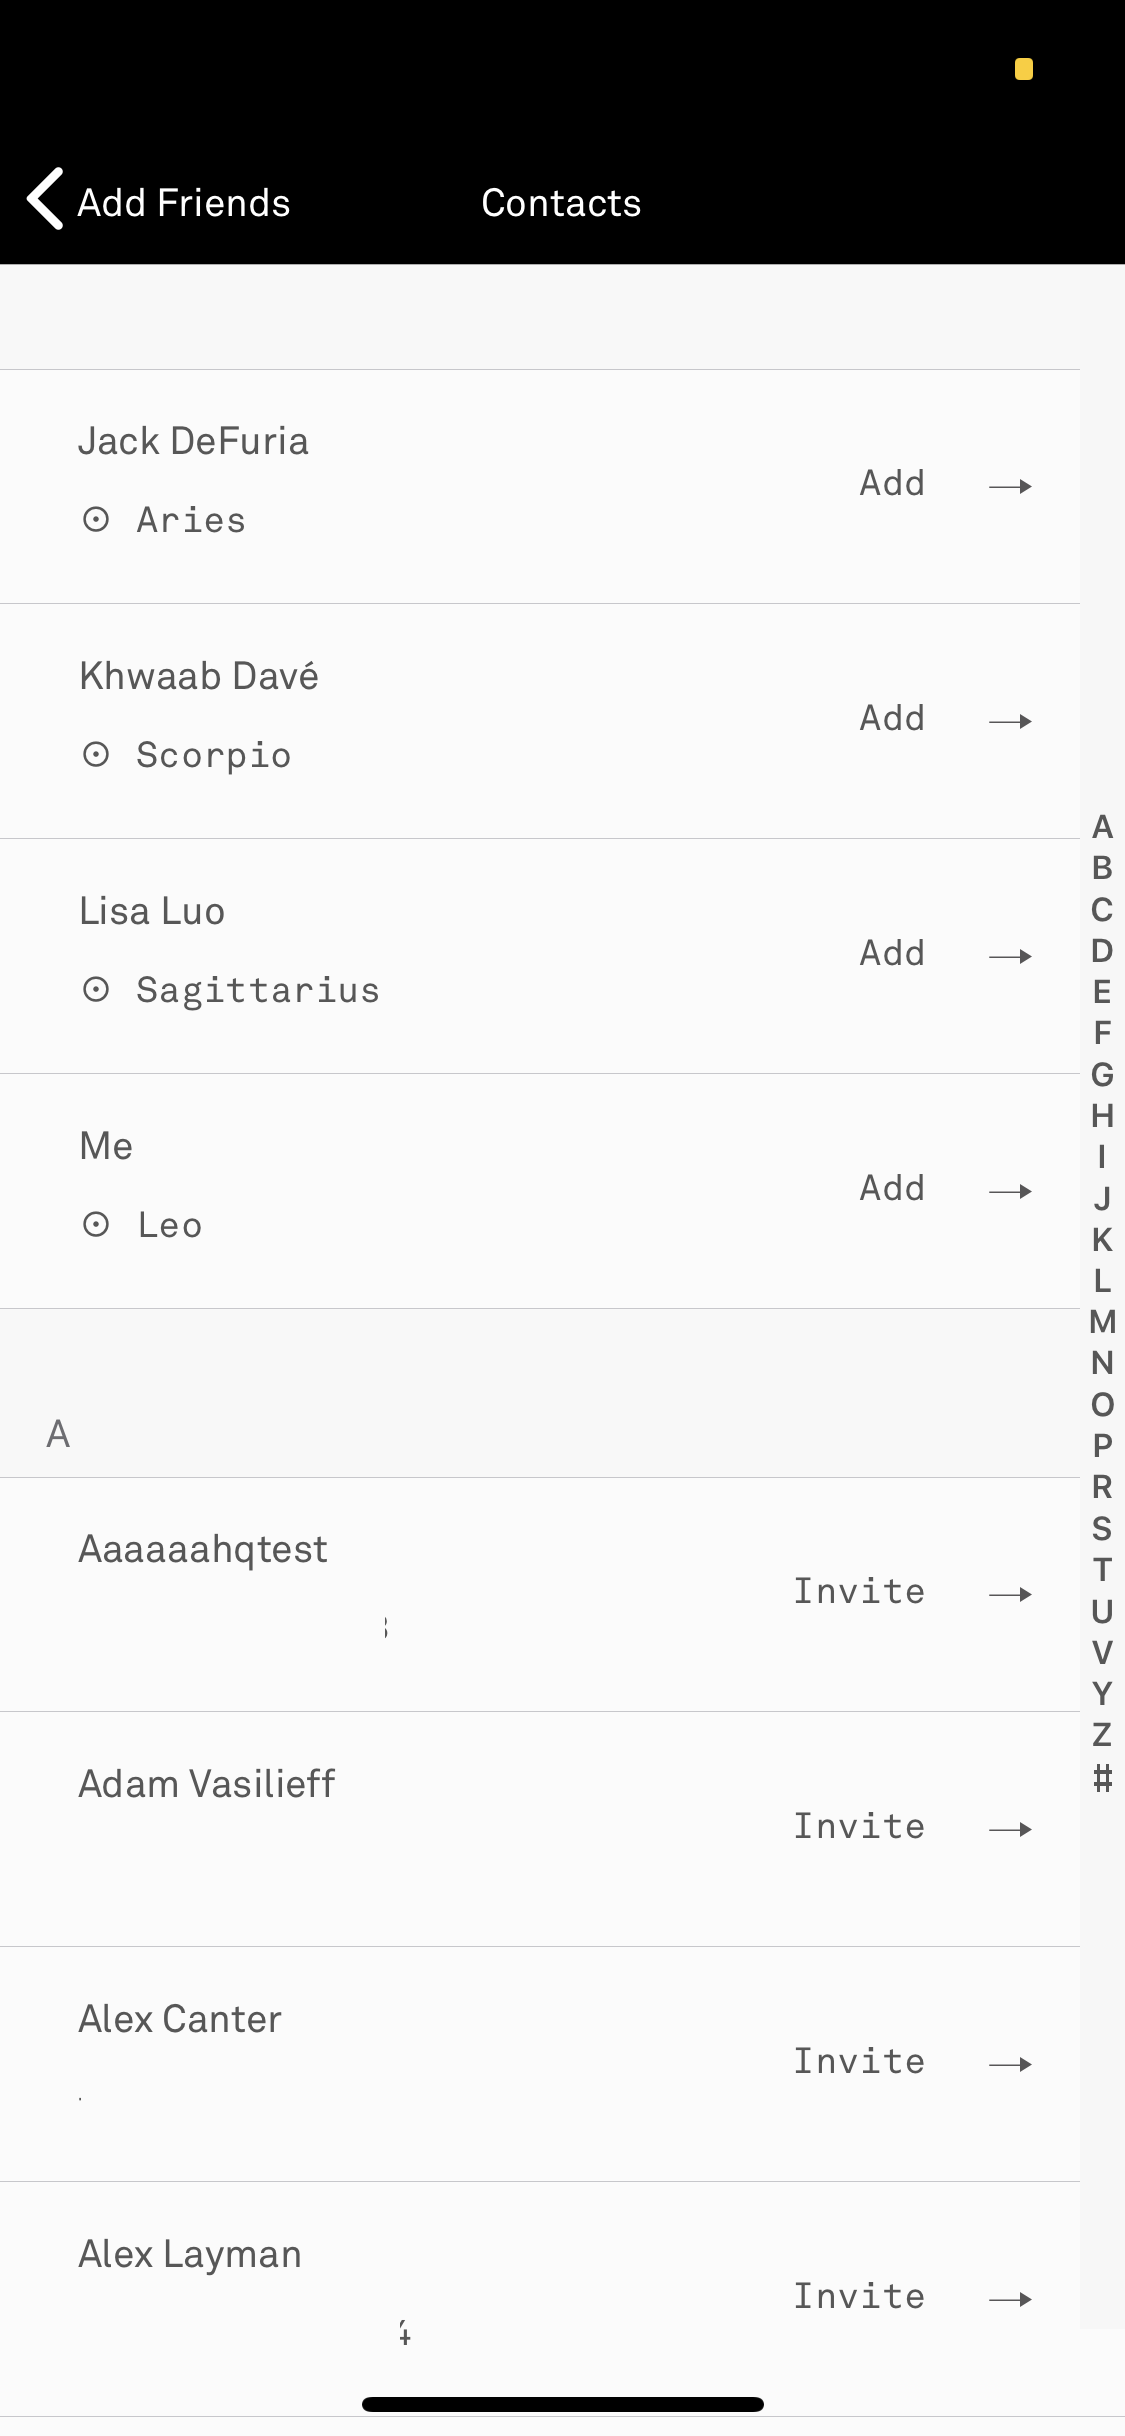 Add Friends
Contacts
Jack DeFuria
Add
Aries
Khwaab Davé
Add
Scorpio
Lisa Luo
Add
Sagittarius
Me
Add
Leo
A
B
C
D
E
F
G
H
I
J
K
L
M
N
O
P
R
S
T
U
V
Y
Z
#
A
Aaaaaahqtest
Invite
Adam Vasilieff
Invite
Alex Canter
Invite
Alex Layman
Invite